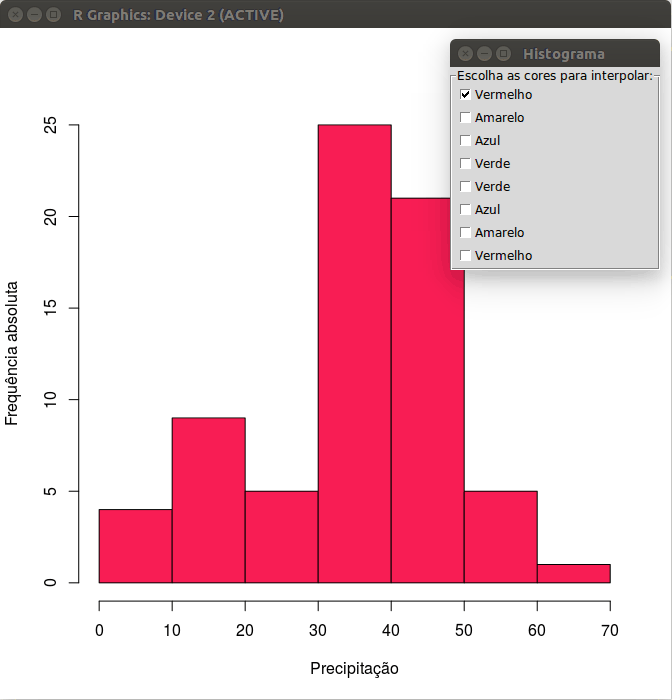 R Graphics: Device 2 (ACTIVE)
Histograma
Escolha as cores para interpolar:
Vermelho
Amarelo
Azul
Verde
Verde
Azul
Amarelo
Vermelho
Frequência absoluta
25
20
15
10
5
0
0 10 20 30 40 50 60 70
Precipitação